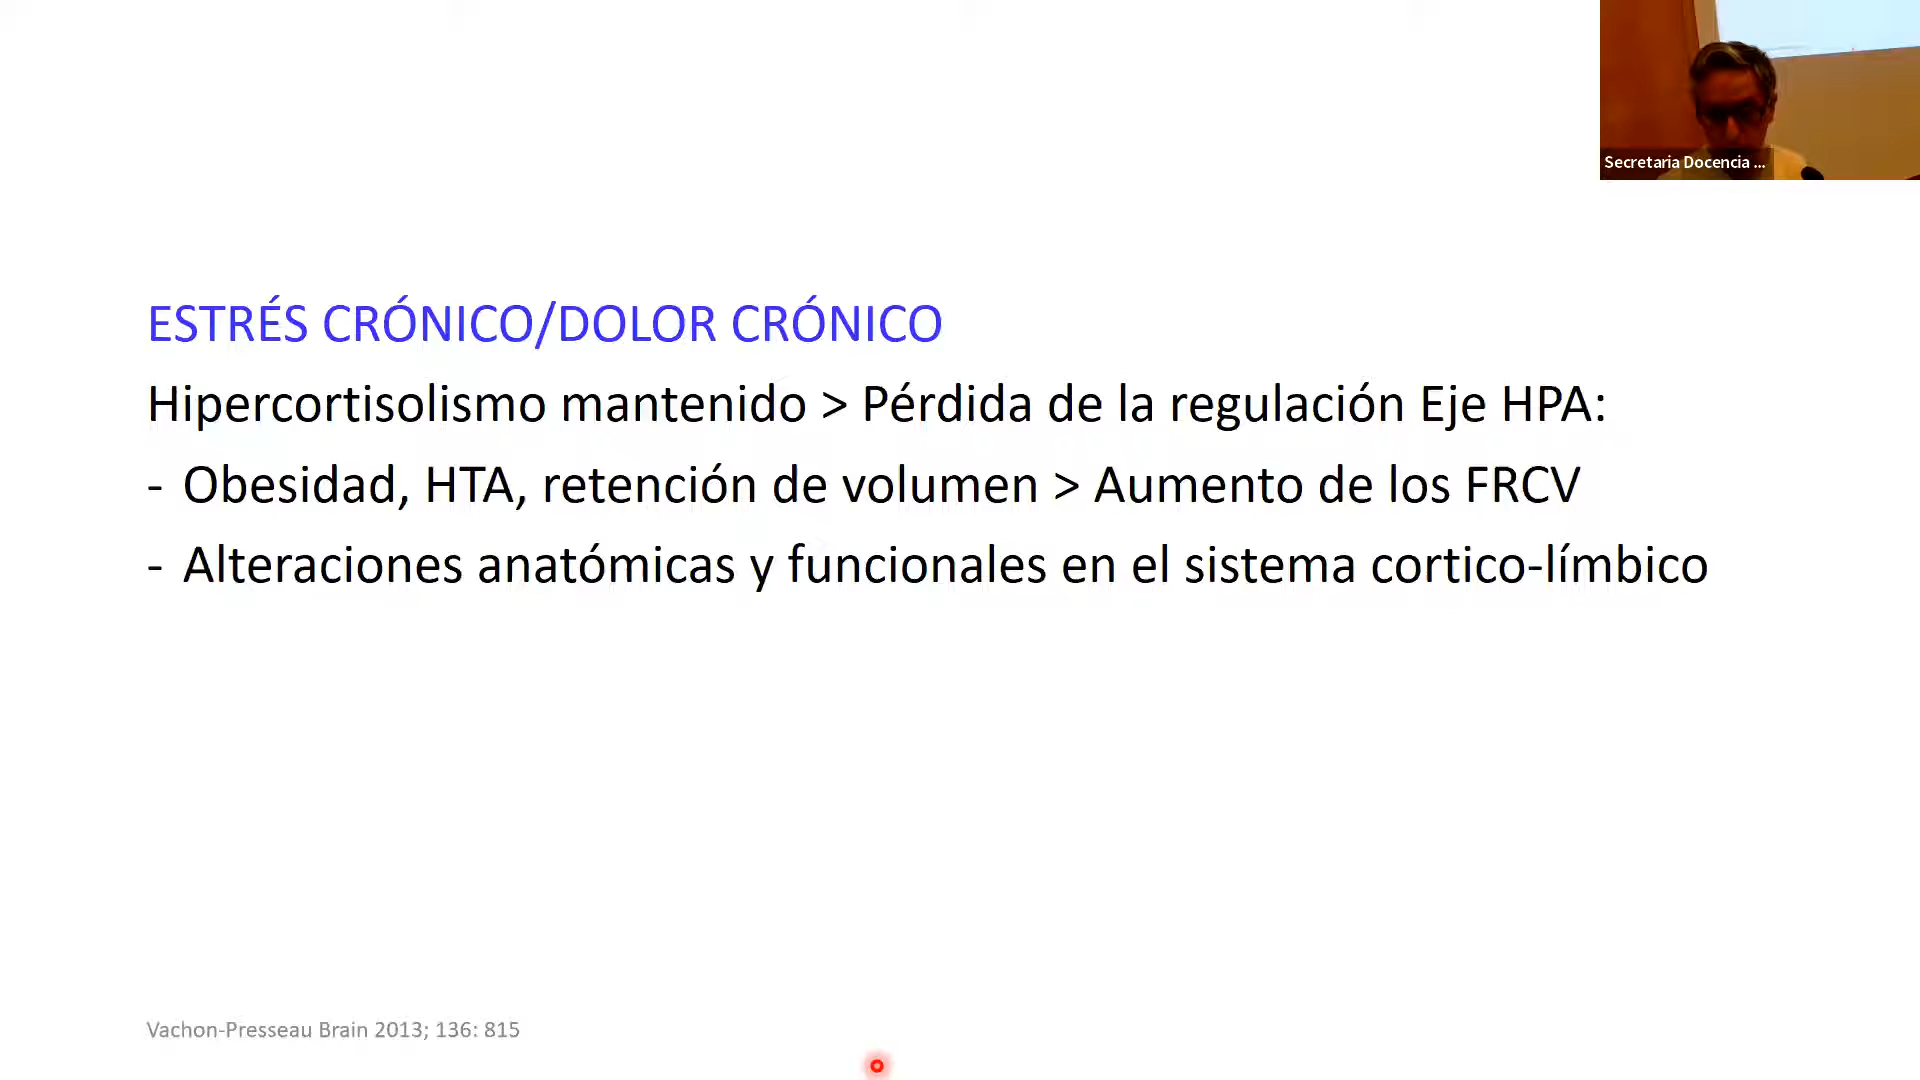 Secretaria Docencia ...
ESTRÉS CRÓNICO/DOLOR CRÓNICO
Hipercortisolismo mantenido > Pérdida de la regulación Eje HPA:
- Obesidad, HTA, retención de volumen > Aumento de los FRCV
- Alteraciones anatómicas y funcionales en el sistema cortico-límbico
Vachon-Presseau Brain 2013; 136: 815